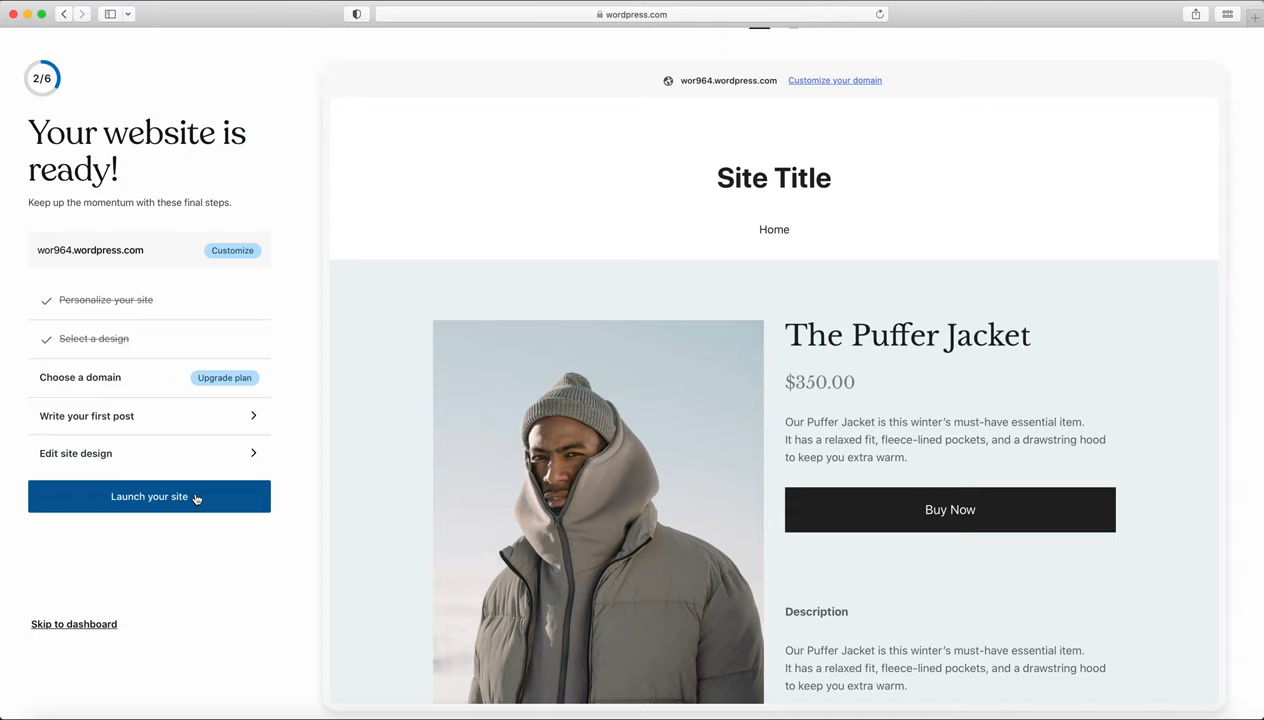 wordpress.com
2/6
Your website is
ready!
Keep up the momentum with these final steps.
wor964.wordpress.com
Customize
Personalize your site
Select a design
Choose a domain
Upgrade plan
Write your first post
Edit site design
Launch your site
Skip to dashboard
wor964.wordpress.com Customize your domain
Site Title
Home
The Puffer Jacket
$350.00
Our Puffer Jacket is this winter's must-have essential item.
It has a relaxed fit, fleece-lined pockets, and a drawstring hood
to keep you extra warm.
Buy Now
Description
Our Puffer Jacket is this winter's must-have essential item.
It has a relaxed fit, fleece-lined pockets, and a drawstring hood
to keep you extra warm.